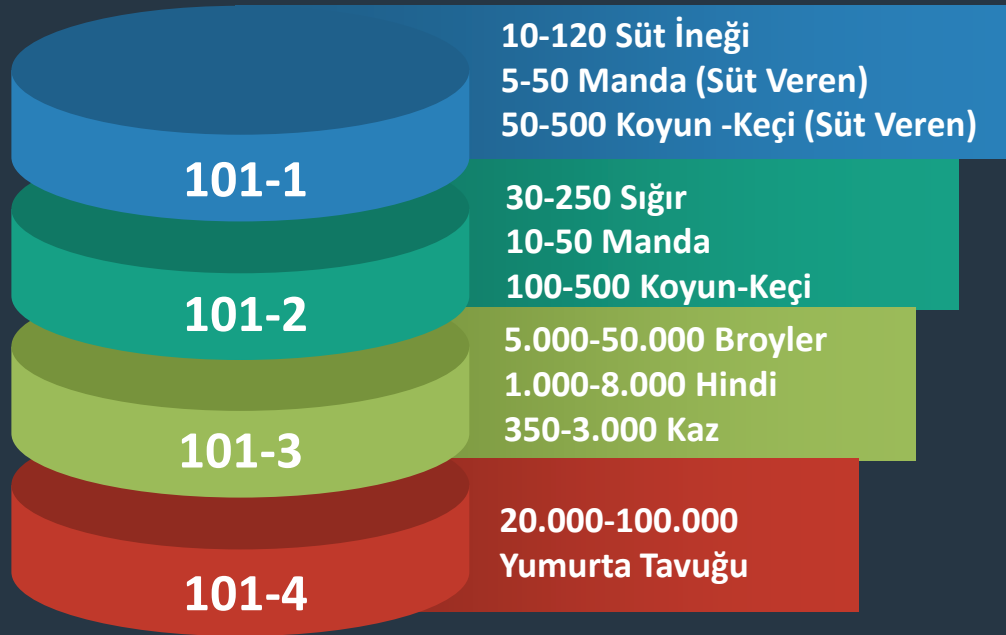 101-1
10-120 Süt İneği
5-50 Manda (Süt Veren)
50-500 Koyun -Keçi (Süt Veren)
101-2
30-250 Sığır
10-50 Manda
100-500 Koyun-Keçi
101-3
5.000-50.000 Broyler
1.000-8.000 Hindi
350-3.000 Kaz
101-4
20.000-100.000
Yumurta Tavuğu